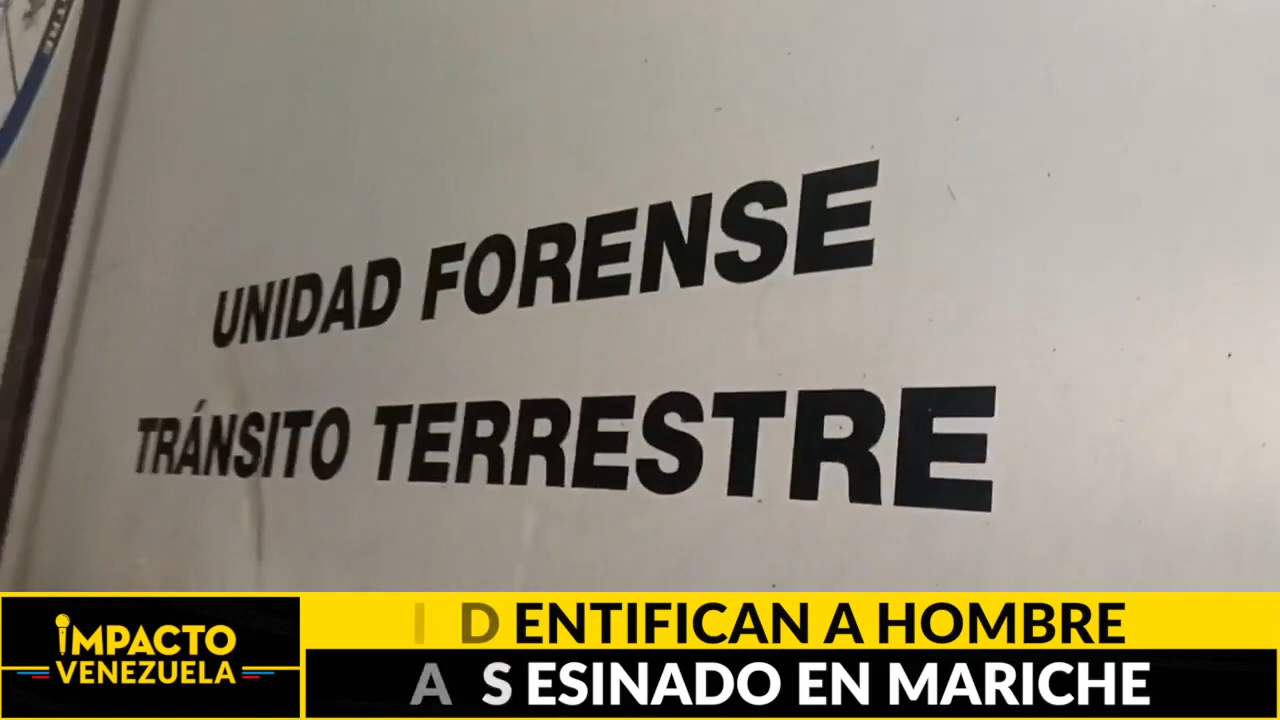 UNIDAD FORENSE
TRÁNSITO TERRESTRE
IMPACTO
VENEZUELA
IDENTIFICAN A HOMBRE
ASESINADO EN MARICHE